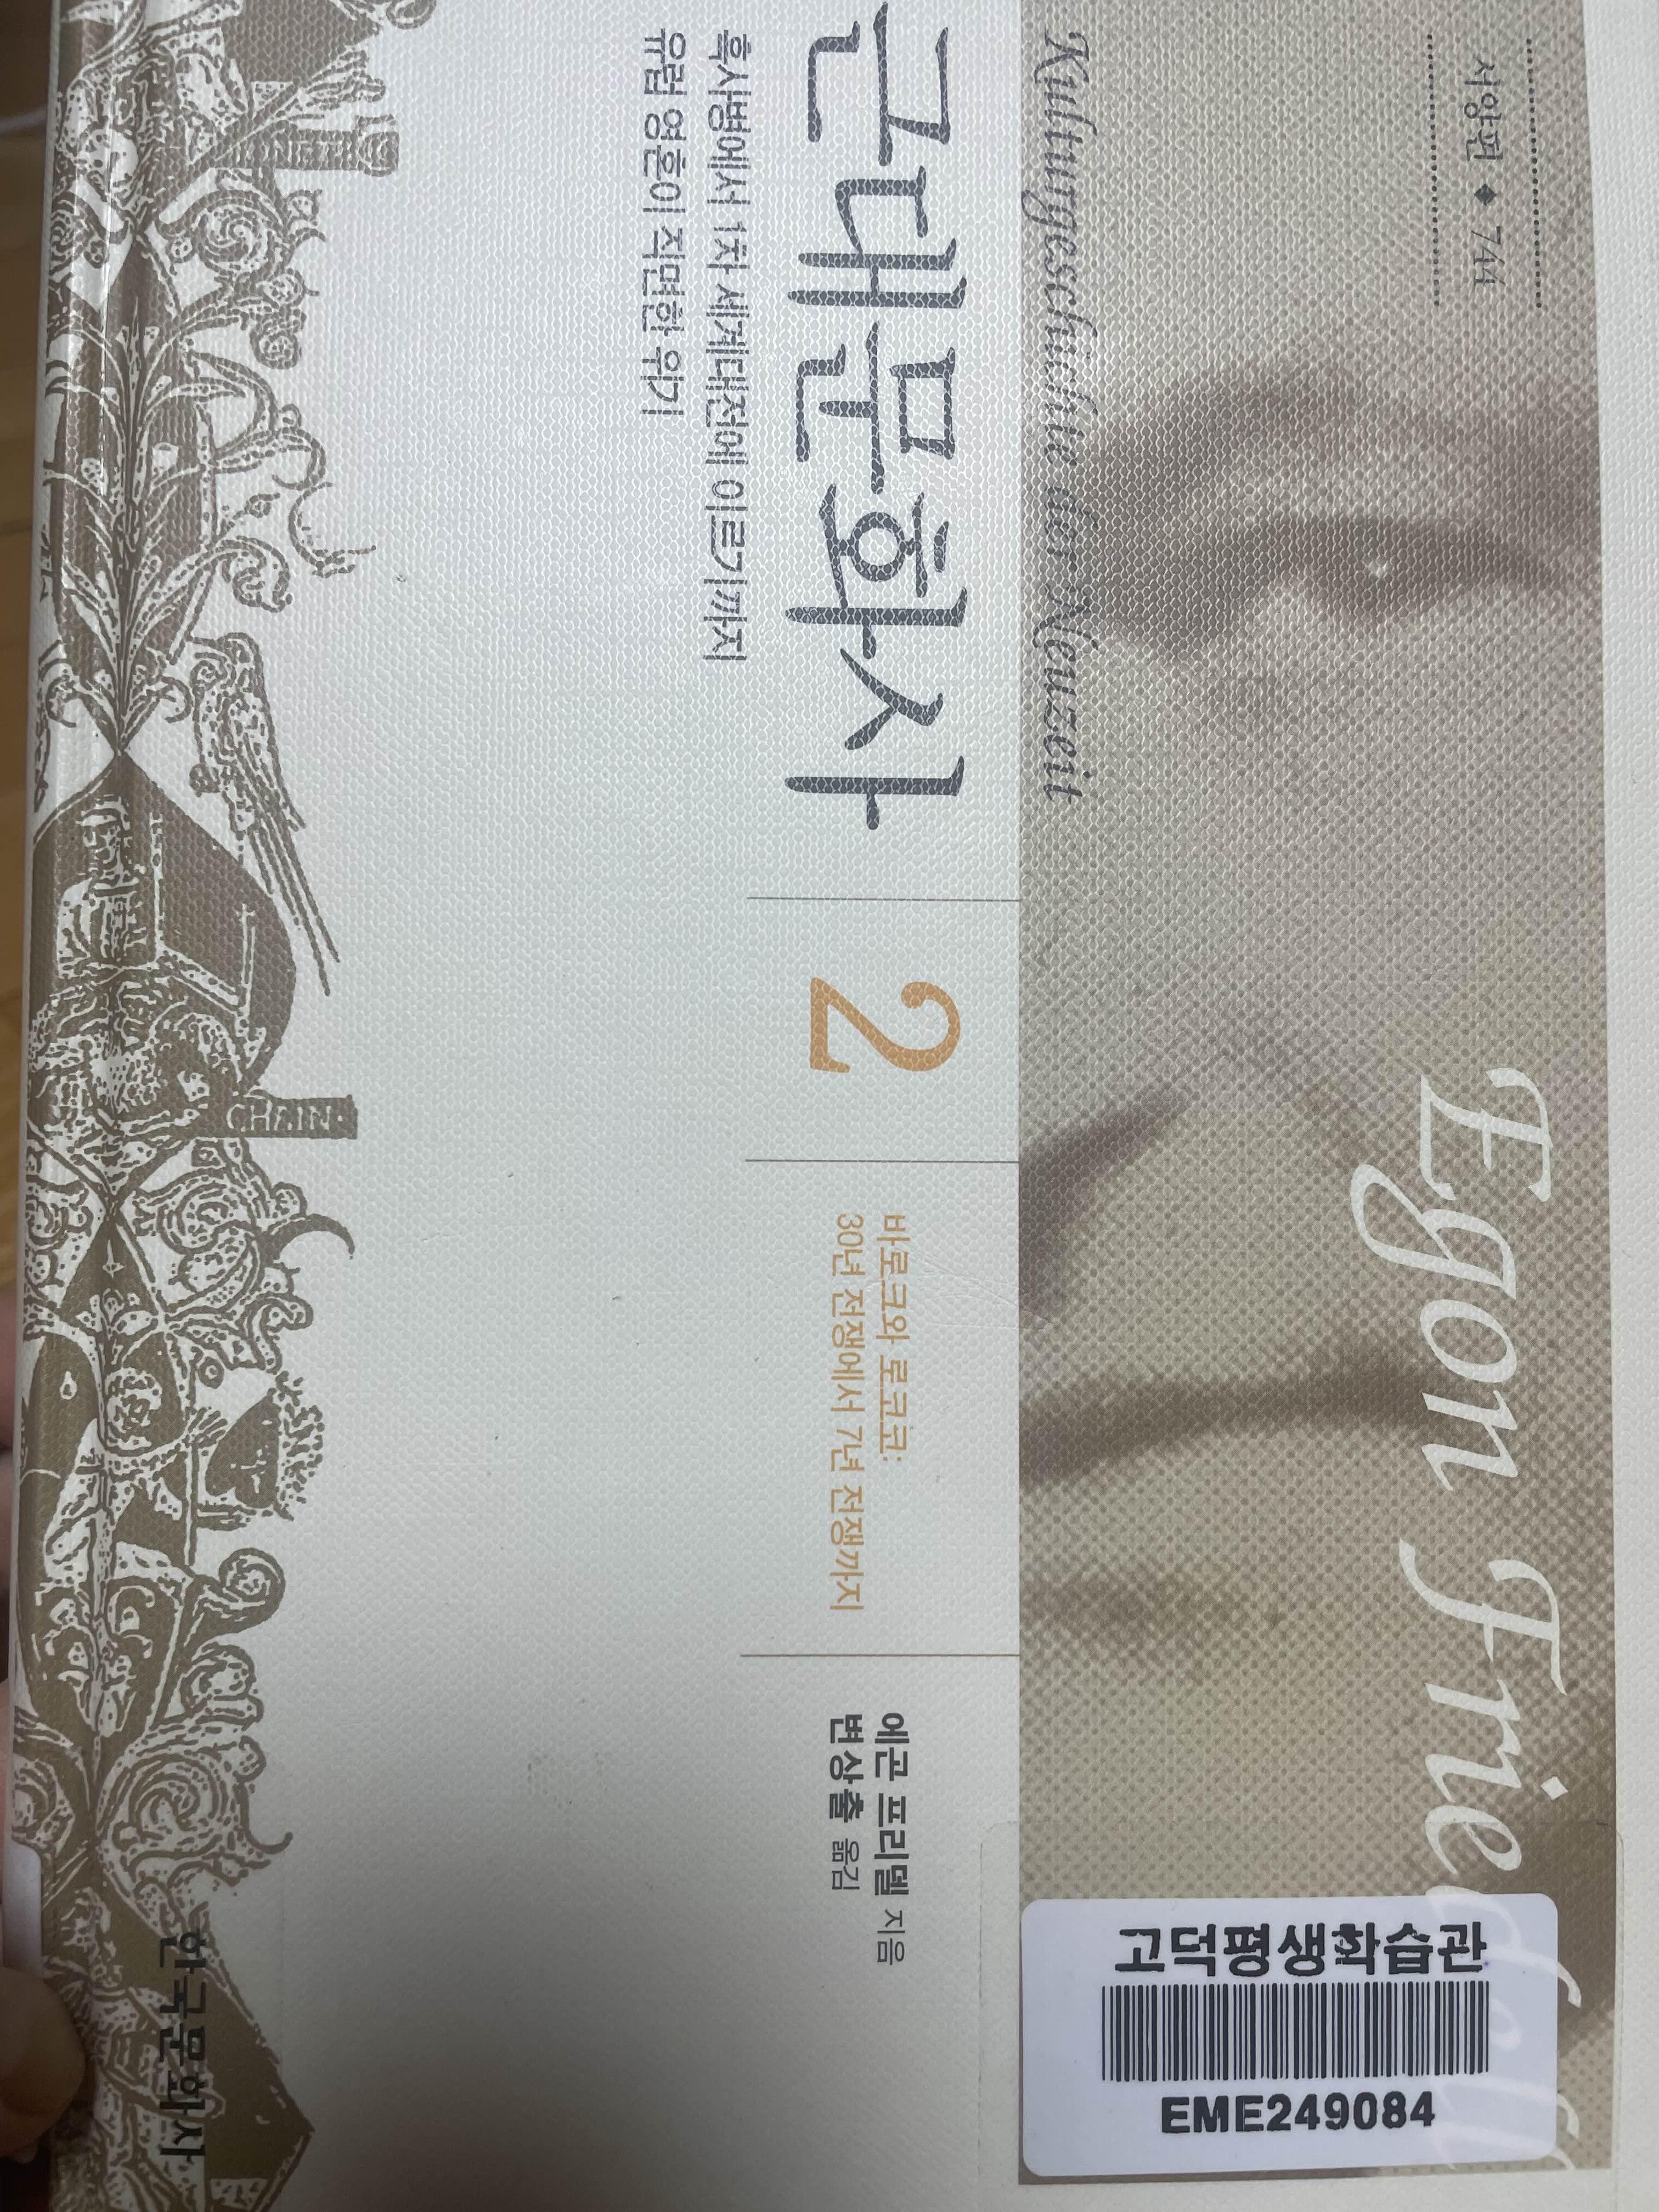 서양편 ◆ 744
Egon Friedell
Kulturgeschichte der Neuzeit
근대문화사
흑사병에서 1차 세계대전에 이르기까지
유럽 영혼이 직면한 위기
2
바로크와 로코코:
30년 전쟁에서 7년 전쟁까지
에곤 프리델 지음
변상출 옮김
한국문화사
고덕평생학습관
EME249084